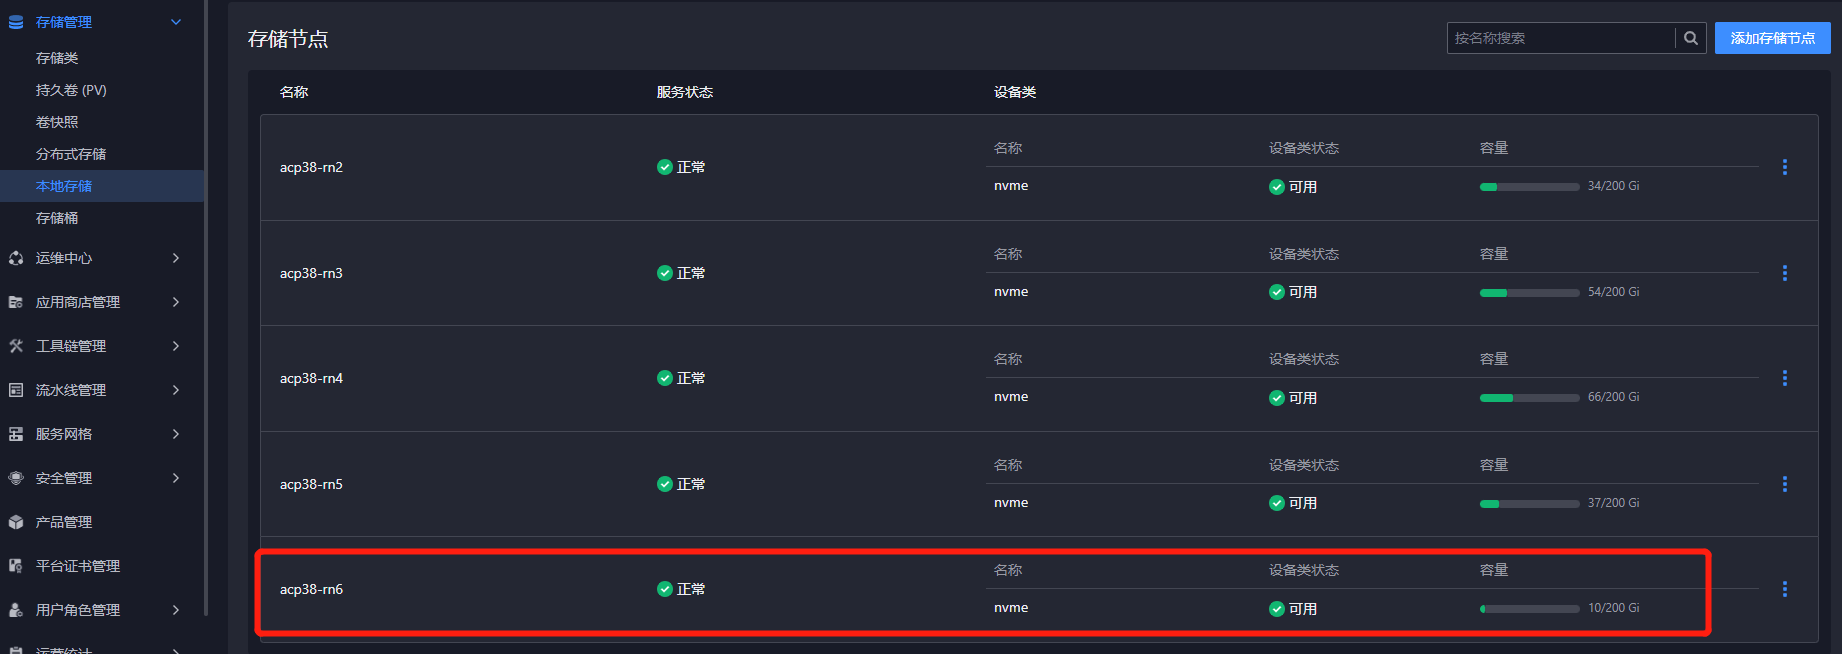 存储管理
存储类
持久卷 (PV)
卷快照
分布式存储
本地存储
存储桶
运维中心
应用商店管理
工具链管理
流水线管理
服务网格
安全管理
产品管理
平台证书管理
用户角色管理
运营统计
存储节点
按名称搜索
添加存储节点
名称 服务状态 设备类
名称 设备类状态 容量
acp38-rn2 正常
nvme 可用 34/200 Gi
名称 设备类状态 容量
acp38-rn3 正常
nvme 可用 54/200 Gi
名称 设备类状态 容量
acp38-rn4 正常
nvme 可用 66/200 Gi
名称 设备类状态 容量
acp38-rn5 正常
nvme 可用 37/200 Gi
名称 设备类状态 容量
acp38-rn6 正常
nvme 可用 10/200 Gi